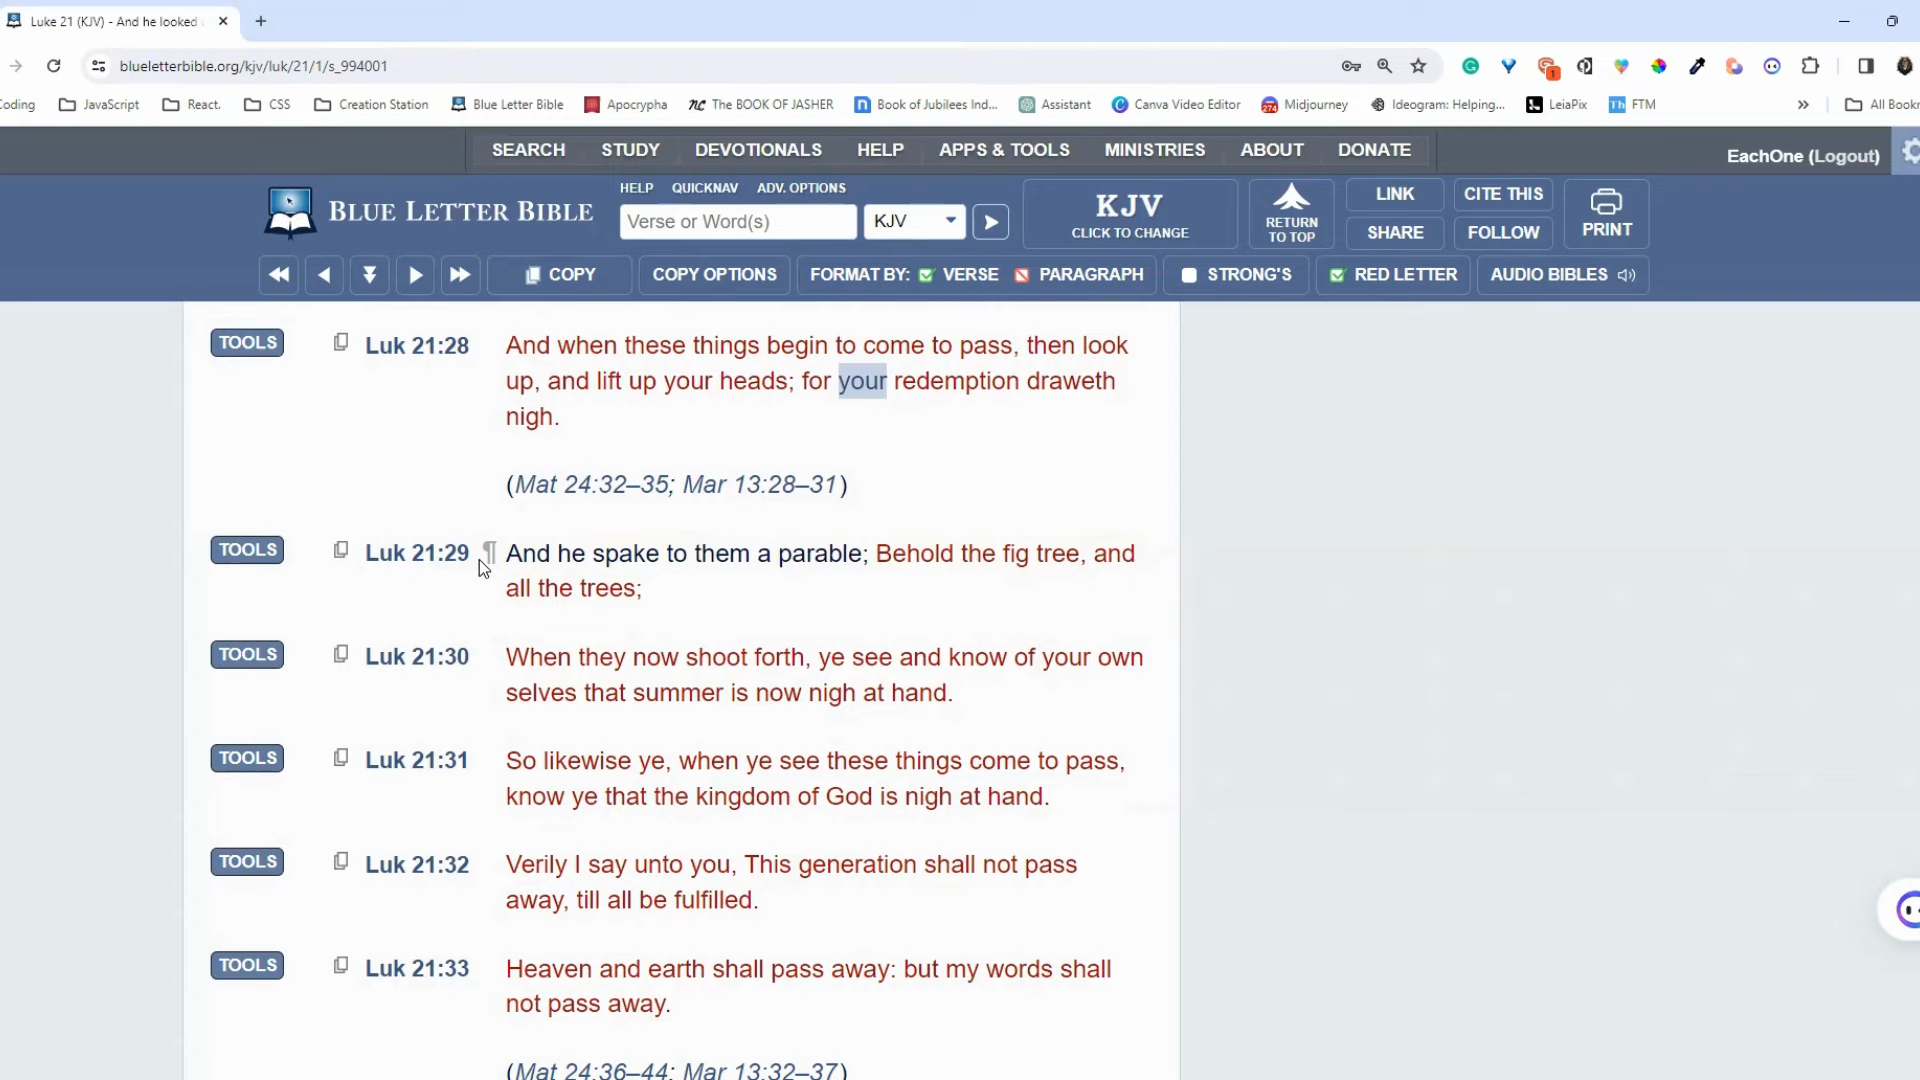 Luke 21 (KJV) - And he looked
blueletterbible.org/kjv/luk/21/1/s_994001
1
oding JavaScript React. CSS Creation Station Blue Letter Bible Apocrypha The BOOK OF JASHER Book of Jubilees Ind... Assistant Canva Video Editor Midjourney Ideogram: Helping... LeiaPix FTM All Bookr
SEARCH STUDY DEVOTIONALS HELP APPS & TOOLS MINISTRIES ABOUT DONATE
EachOne (Logout)
HELP QUICKNAV ADV. OPTIONS
BLUE LETTER BIBLE
Verse or Word(s) KJV
KJV
CLICK TO CHANGE
RETURN
TO TOP
LINK CITE THIS
SHARE FOLLOW
PRINT
COPY COPY OPTIONS FORMAT BY: VERSE PARAGRAPH STRONG'S RED LETTER AUDIO BIBLES
TOOLS Luk 21:28 And when these things begin to come to pass, then look
up, and lift up your heads; for your redemption draweth
nigh.
(Mat 24:32–35; Mar 13:28–31)
TOOLS Luk 21:29 ¶ And he spake to them a parable; Behold the fig tree, and
all the trees;
TOOLS Luk 21:30 When they now shoot forth, ye see and know of your own
selves that summer is now nigh at hand.
TOOLS Luk 21:31 So likewise ye, when ye see these things come to pass,
know ye that the kingdom of God is nigh at hand.
TOOLS Luk 21:32 Verily I say unto you, This generation shall not pass
away, till all be fulfilled.
TOOLS Luk 21:33 Heaven and earth shall pass away: but my words shall
not pass away.
(Mat 24:36–44; Mar 13:32–37)